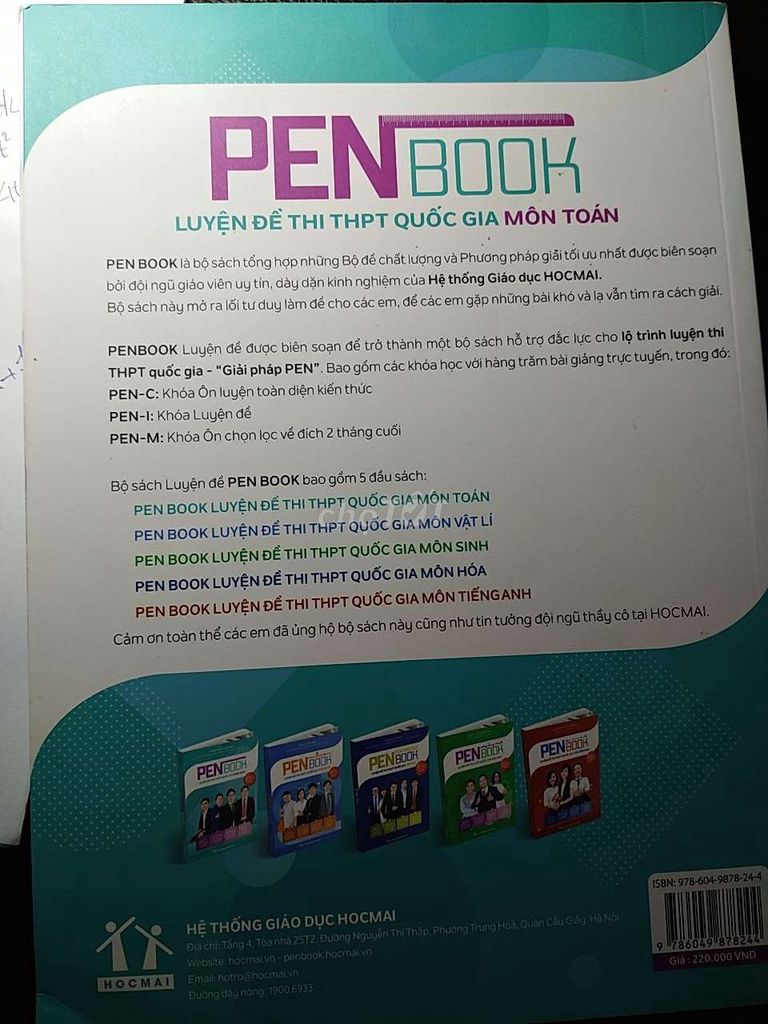 PEN BOOK
LUYỆN ĐỀ THI THPT QUỐC GIA MÔN TOÁN
PEN BOOK là bộ sách tổng hợp những Bộ đề chất lượng và Phương pháp giải tối ưu nhất được biên soạn
bởi đội ngũ giáo viên uy tín, dày dặn kinh nghiệm của Hệ thống Giáo dục HOCMAI.
Bộ sách này mở ra lối tư duy làm đề cho các em, để các em gặp những bài khó và lạ vẫn tìm ra cách giải.
PENBOOK Luyện đề được biên soạn để trở thành một bộ sách hỗ trợ đắc lực cho lộ trình luyện thi
THPT quốc gia - “Giải pháp PEN”. Bao gồm các khóa học với hàng trăm bài giảng trực tuyến, trong đó:
PEN-C: Khóa Ôn luyện toàn diện kiến thức
PEN-I: Khóa Luyện đề
PEN-M: Khóa Ôn chọn lọc về đích 2 tháng cuối
Bộ sách Luyện đề PEN BOOK bao gồm 5 đầu sách:
PEN BOOK LUYỆN ĐỀ THI THPT QUỐC GIA MÔN TOÁN
chợ TỐT
PEN BOOK LUYỆN ĐỀ THI THPT QUỐC GIA MÔN VẬT LÍ
PEN BOOK LUYỆN ĐỀ THI THPT QUỐC GIA MÔN SINH
PEN BOOK LUYỆN ĐỀ THI THPT QUỐC GIA MÔN HÓA
PEN BOOK LUYỆN ĐỀ THI THPT QUỐC GIA MÔN TIẾNG ANH
Cảm ơn toàn thể các em đã ủng hộ bộ sách này cũng như tin tưởng đội ngũ thầy cô tại HOCMAI.
PEN BOOK
PEN BOOK
PEN BOOK
PEN BOOK
PEN BOOK
ISBN: 978-604-9878-24-4
9 786049 878244
Giá : 220.000 VNĐ
HOCMAI
HỆ THỐNG GIÁO DỤC HOCMAI
Địa chỉ: Tầng 4, Tòa nhà 25T2, Đường Nguyễn Thị Thập, Phường Trung Hoà, Quận Cầu Giấy, Hà Nội.
Website: hocmai.vn - penbook.hocmai.vn
Email: hotro@hocmai.vn
Đường dây nóng: 1900 6933